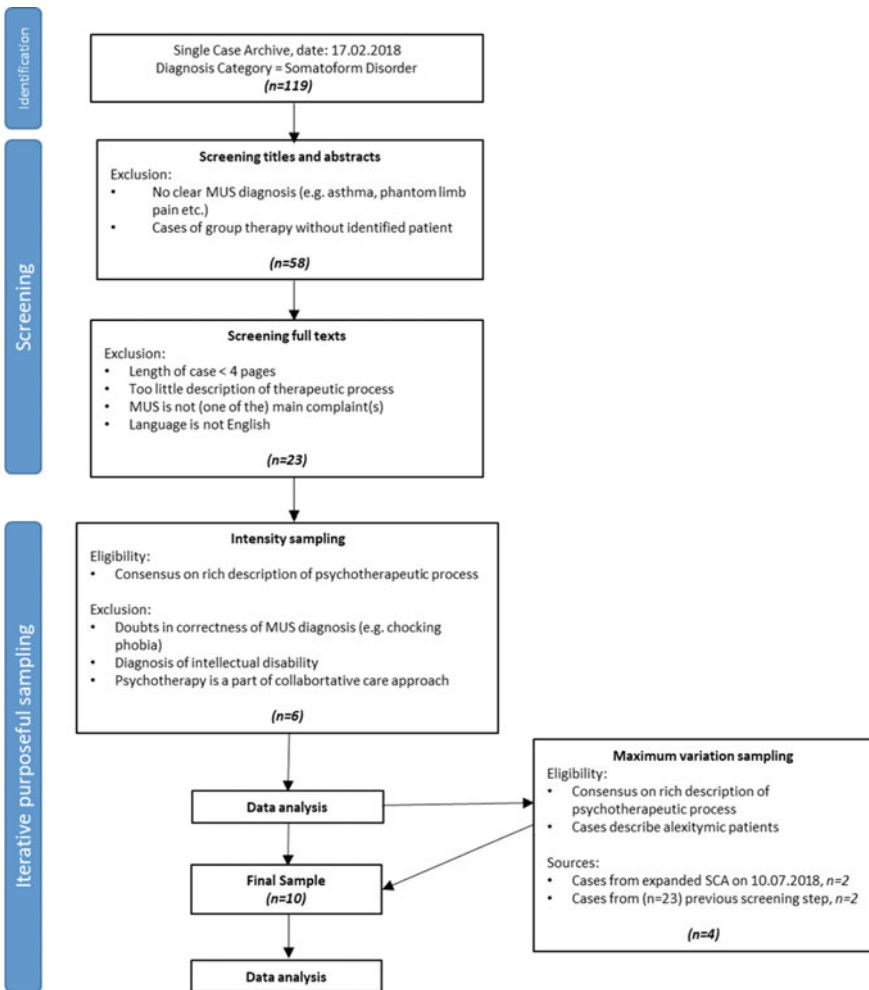 Identification
Single Case Archive, date: 17.02.2018
Diagnosis Category = Somatoform Disorder
(n=119)
Screening
Screening titles and abstracts
Exclusion:
• No clear MUS diagnosis (e.g. asthma, phantom limb
pain etc.)
• Cases of group therapy without identified patient
(n=58)
Screening full texts
Exclusion:
• Length of case < 4 pages
• Too little description of therapeutic process
• MUS is not (one of the) main complaint(s)
• Language is not English
(n=23)
Iterative purposeful sampling
Intensity sampling
Eligibility:
• Consensus on rich description of psychotherapeutic process
Exclusion:
• Doubts in correctness of MUS diagnosis (e.g. chocking
phobia)
• Diagnosis of intellectual disability
• Psychotherapy is a part of collabortative care approach
(n=6)
Data analysis
Maximum variation sampling
Eligibility:
• Consensus on rich description of
psychotherapeutic process
• Cases describe alexitymic patients
Sources:
• Cases from expanded SCA on 10.07.2018, n=2
• Cases from (n=23) previous screening step, n=2
(n=4)
Final Sample
(n=10)
Data analysis